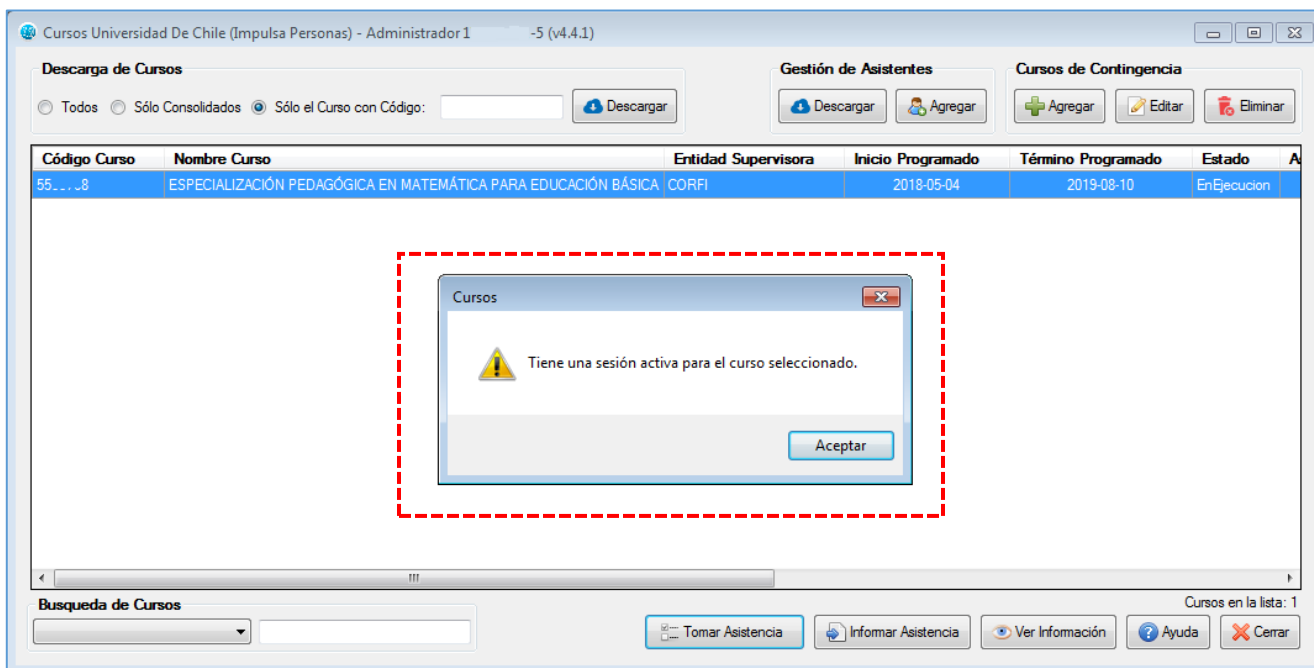 Cursos Universidad De Chile (Impulsa Personas) - Administrador 1 -5 (v4.4.1)
Descarga de Cursos
Gestión de Asistentes
Cursos de Contingencia
Todos Sólo Consolidados Sólo el Curso con Código: Descargar
Descargar Agregar
Agregar Editar Eliminar
Código Curso Nombre Curso Entidad Supervisora Inicio Programado Término Programado Estado
55 8 ESPECIALIZACIÓN PEDAGÓGICA EN MATEMÁTICA PARA EDUCACIÓN BÁSICA CORFI 2018-05-04 2019-08-10 EnEjecucion
Cursos
Tiene una sesión activa para el curso seleccionado.
Aceptar
Cursos en la lista: 1
Busqueda de Cursos
Tomar Asistencia Informar Asistencia Ver Información Ayuda Cerrar